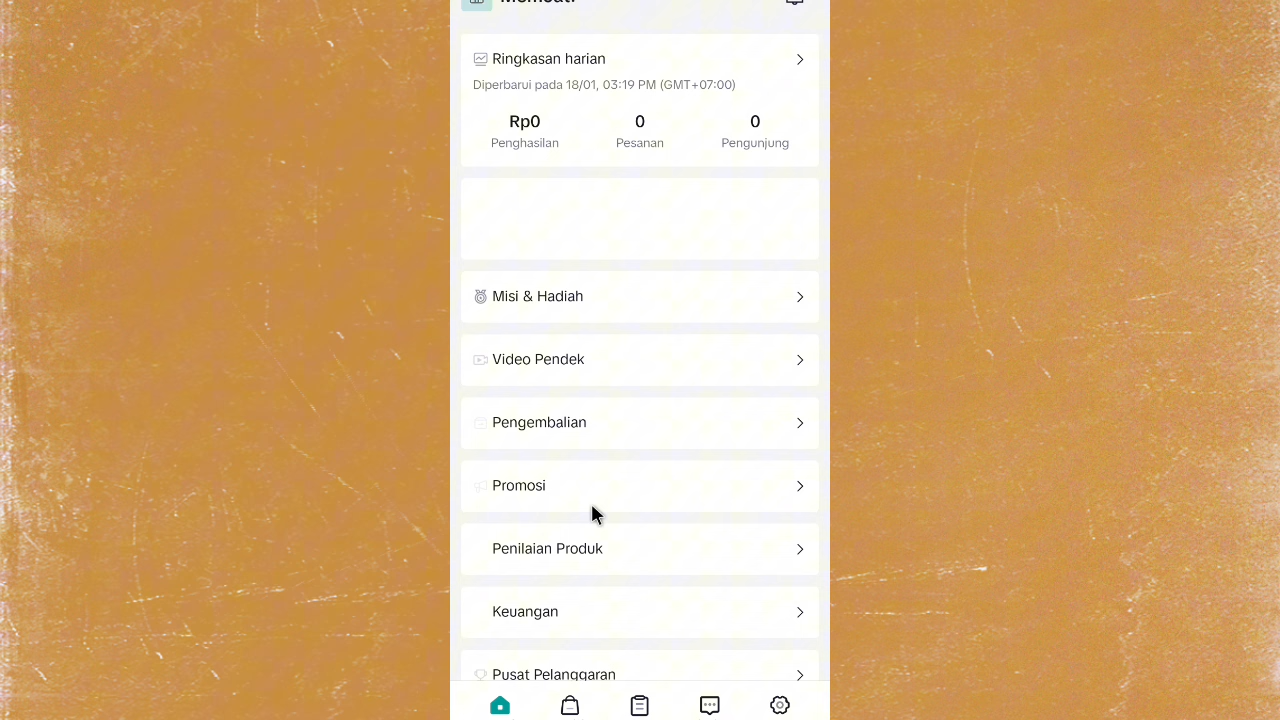 Ringkasan harian
Diperbarui pada 18/01, 03:19 PM (GMT+07:00)
Rp0 0 0
Penghasilan Pesanan Pengunjung
Misi & Hadiah
Video Pendek
Pengembalian
Promosi
Penilaian Produk
Keuangan
Pusat Pelanggaran